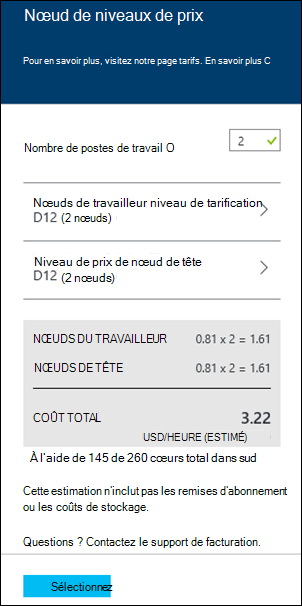 Nœud de niveaux de prix
Pour en savoir plus, visitez notre page tarifs. En savoir plus C
Nombre de postes de travail O
2
Nœuds de travailleur niveau de tarification
D12 (2 nœuds)
Niveau de prix de nœud de tête
D12 (2 nœuds)
NŒUDS DU TRAVAILLEUR 0.81 x 2 = 1.61
NŒUDS DE TÊTE 0.81 x 2 = 1.61
COÛT TOTAL 3.22
USD/HEURE (ESTIMÉ)
À l'aide de 145 de 260 cœurs total dans sud
Cette estimation n'inclut pas les remises d'abonnement
ou les coûts de stockage.
Questions ? Contactez le support de facturation.
Sélectionnez